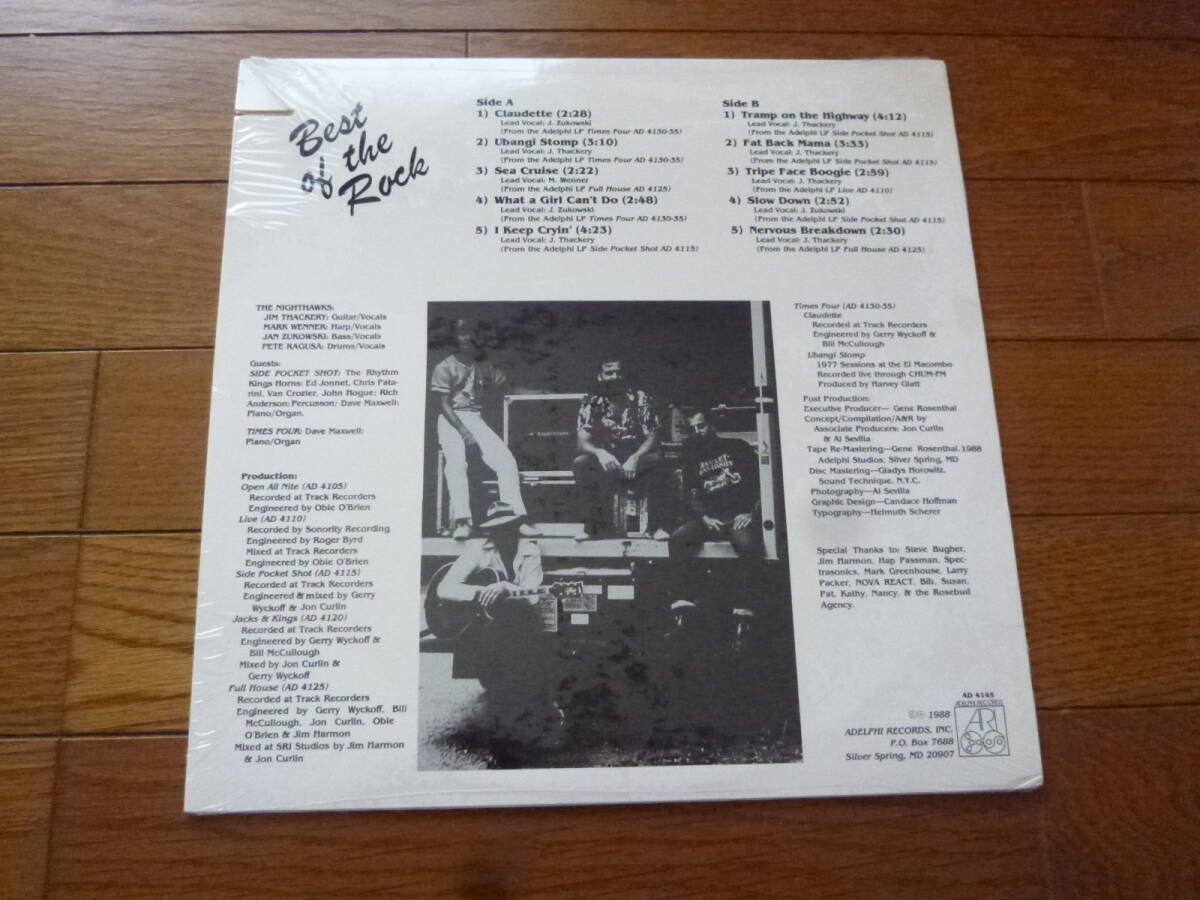 Best
of the
Rock
Side A
1) Claudette (2:28)
Lead Vocal: J. Zukowski
(From the Adelphi LP Times Four AD 4130-35)
2) Ubangi Stomp (3:10)
Lead Vocal: J. Thackery
(From the Adelphi LP Times Four AD 4130-35)
3) Sea Cruise (2:22)
Lead Vocal: M. Wenner
(From the Adelphi LP Full House AD 4125)
4) What a Girl Can't Do (2:48)
Lead Vocal: J. Zukowski
(From the Adelphi LP Times Four AD 4130-35)
5) I Keep Cryin' (4:23)
Lead Vocal: J. Thackery
(From the Adelphi LP Side Pocket Shot AD 4115)
Side B
1) Tramp on the Highway (4:12)
Lead Vocal: J. Thackery
(From the Adelphi LP Side Pocket Shot AD 4115)
2) Fat Back Mama (3:33)
Lead Vocal: J. Thackery
(From the Adelphi LP Side Pocket Shot AD 4115)
3) Tripe Face Boogie (2:59)
Lead Vocal: J. Thackery
(From the Adelphi LP Live AD 4110)
4) Slow Down (2:52)
Lead Vocal: J. Zukowski
(From the Adelphi LP Side Pocket Shot AD 4115)
5) Nervous Breakdown (2:30)
Lead Vocal: J. Thackery
(From the Adelphi LP Full House AD 4125)
THE NIGHTHAWKS:
JIM THACKERY: Guitar/Vocals
MARK WENNER: Harp/Vocals
JAN ZUKOWSKI: Bass/Vocals
PETE RAGUSA: Drums/Vocals
Guests:
SIDE POCKET SHOT: The Rhythm
Kings Horns: Ed Jonnet, Chris Pata-
rini, Van Crozier, John Hogue; Rich
Anderson: Percusson; Dave Maxwell:
Piano/Organ.
TIMES FOUR: Dave Maxwell:
Piano/Organ
Production:
Open All Nite (AD 4105)
Recorded at Track Recorders
Engineered by Obie O'Brien
Live (AD 4110)
Recorded by Sonority Recording
Engineered by Roger Byrd
Mixed at Track Recorders
Engineered by Obie O'Brien
Side Pocket Shot (AD 4115)
Recorded at Track Recorders
Engineered & mixed by Gerry
Wyckoff & Jon Curlin
Jacks & Kings (AD 4120)
Recorded at Track Recorders
Engineered by Gerry Wyckoff &
Bill McCullough
Mixed by Jon Curlin &
Gerry Wyckoff
Full House (AD 4125)
Recorded at Track Recorders
Engineered by Gerry Wyckoff, Bill
McCullough, Jon Curlin, Obie
O'Brien & Jim Harmon
Mixed at SRI Studios by Jim Harmon
& Jon Curlin
HARLEY-DAVIDSON
Times Four (AD 4130-35)
Claudette
Recorded at Track Recorders
Engineered by Gerry Wyckoff &
Bill McCullough
Ubangi Stomp
1977 Sessions at the El Macombo
Recorded live through CHUM-FM
Produced by Harvey Glatt
Post Production:
Executive Producer— Gene Rosenthal
Concept/Compilation/A&R by
Associate Producers: Jon Curlin
& Al Sevilla
Tape Re-Mastering—Gene Rosenthal, 1988
Adelphi Studios, Silver Spring, MD
Disc Mastering—Gladys Horowitz,
Sound Technique, N.Y.C.
Photography—Al Sevilla
Graphic Design—Candace Hoffman
Typography—Helmuth Scherer
Special Thanks to: Steve Bugher,
Jim Harmon, Hap Passman, Spec-
trasonics, Mark Greenhouse, Larry
Packer, NOVA REACT, Bib, Susan,
Pat, Kathy, Nancy, & the Rosebud
Agency.
AD 4145
ADELPHI RECORDS
ARI
©℗ 1988
ADELPHI RECORDS, INC.
P.O. Box 7688
Silver Spring, MD 20907